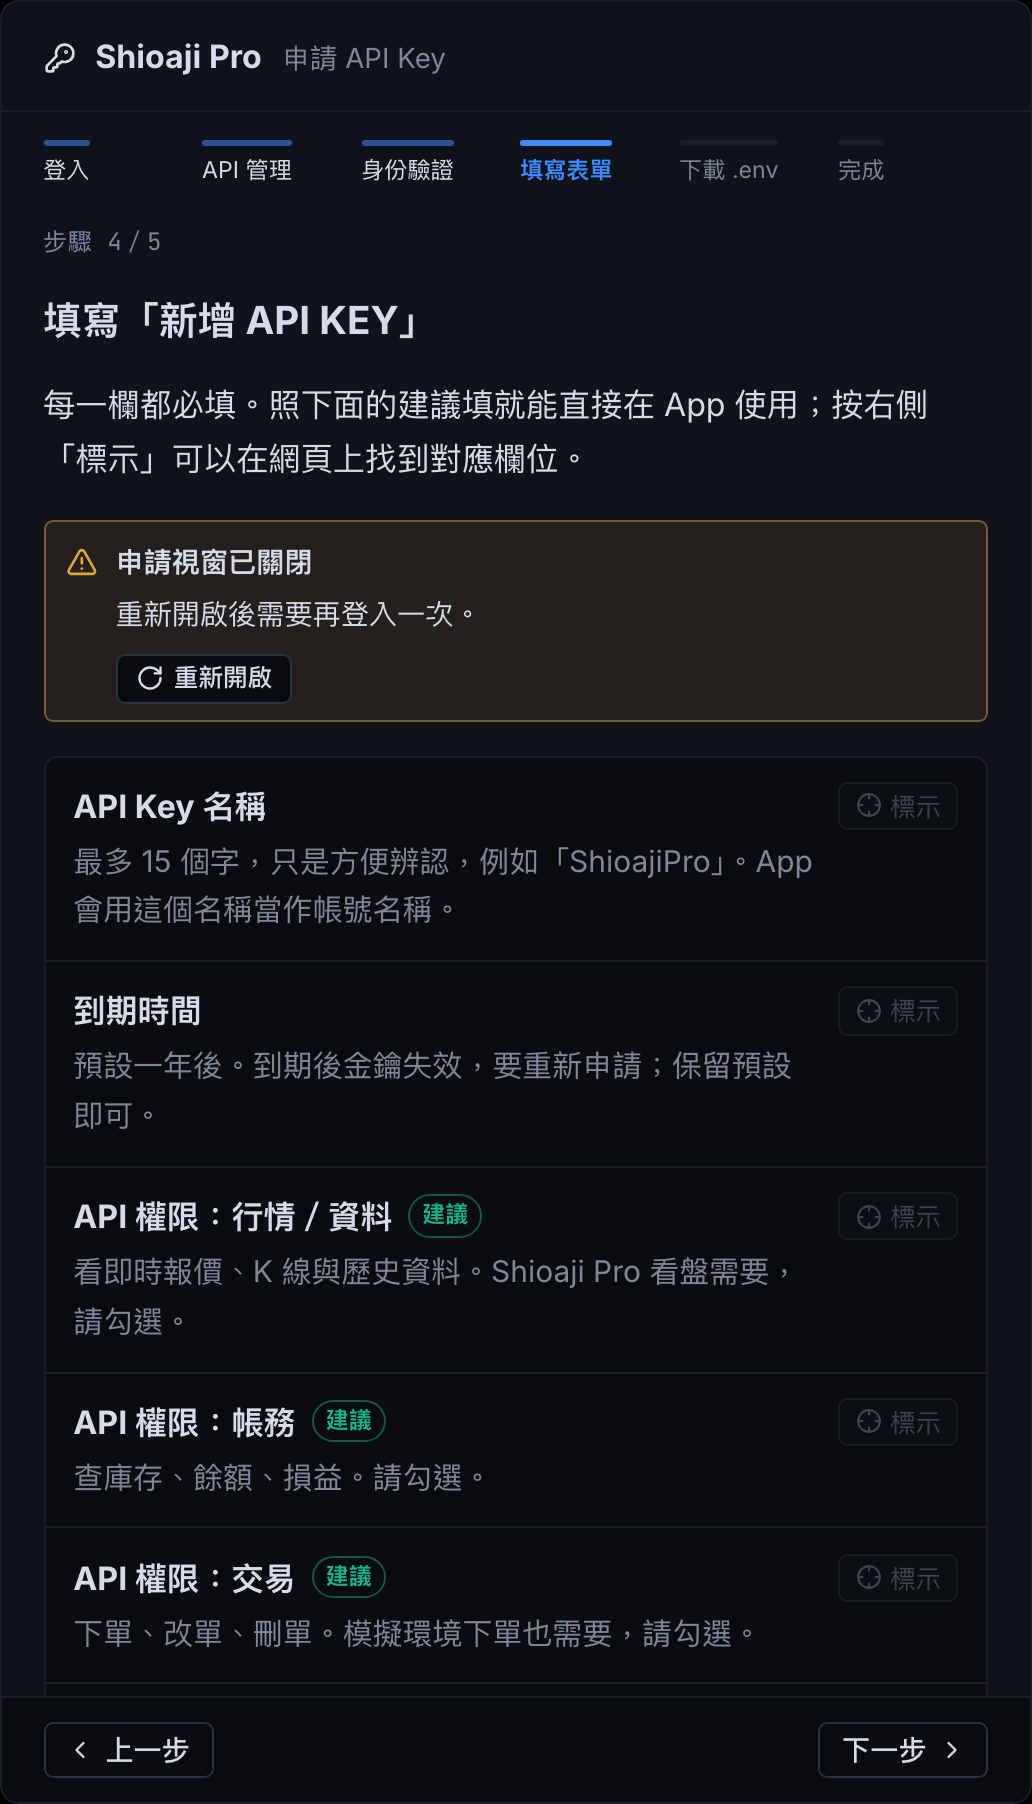 Shioaji Pro 申請 API Key
登入 API 管理 身份驗證 填寫表單 下載 .env 完成
步驟 4 / 5
填寫「新增 API KEY」
每一欄都必填。照下面的建議填就能直接在 App 使用；按右側
「標示」可以在網頁上找到對應欄位。
申請視窗已關閉
重新開啟後需要再登入一次。
重新開啟
API Key 名稱 標示
最多 15 個字，只是方便辨認，例如「ShioajiPro」。App
會用這個名稱當作帳號名稱。
到期時間 標示
預設一年後。到期後金鑰失效，要重新申請；保留預設
即可。
API 權限：行情 / 資料 建議 標示
看即時報價、K 線與歷史資料。Shioaji Pro 看盤需要，
請勾選。
API 權限：帳務 建議 標示
查庫存、餘額、損益。請勾選。
API 權限：交易 建議 標示
下單、改單、刪單。模擬環境下單也需要，請勾選。
上一步 下一步